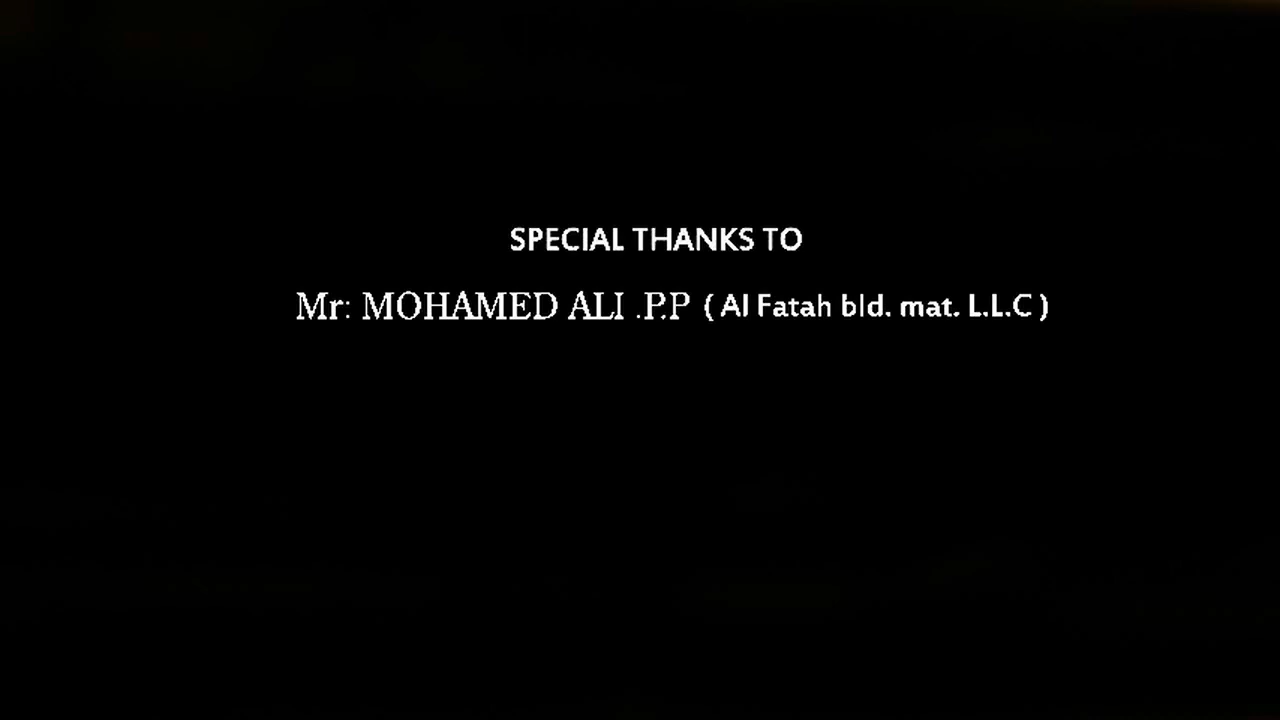 SPECIAL THANKS TO
Mr: MOHAMED ALI .P.P ( Al Fatah bld. mat. L.L.C )